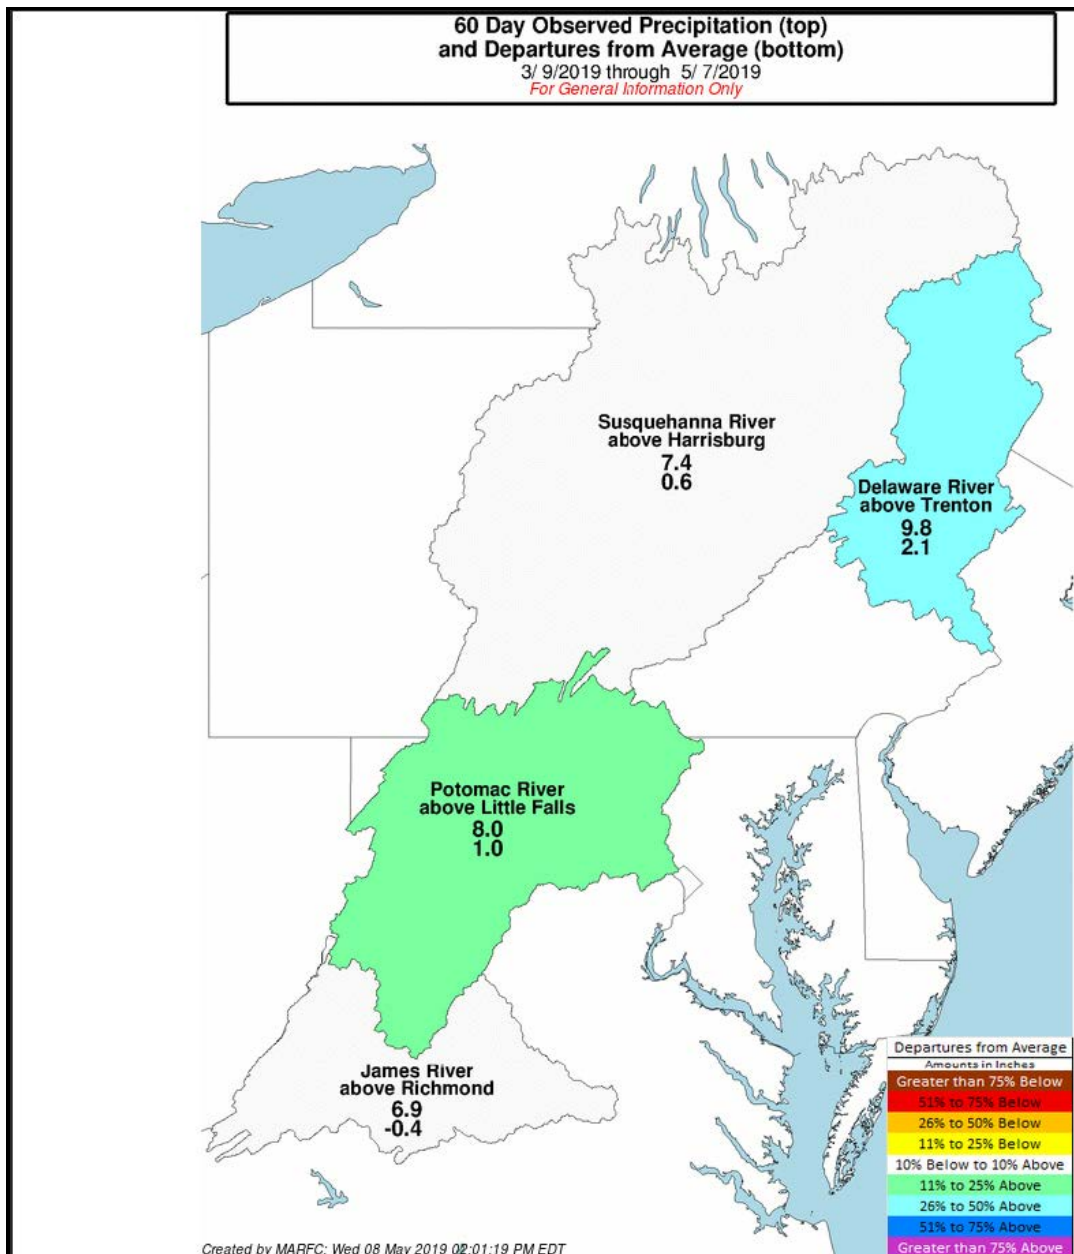 60 Day Observed Precipitation (top)
and Departures from Average (bottom)
3/ 9/2019 through 5/ 7/2019
For General Information Only
Susquehanna River
above Harrisburg
7.4
0.6
Delaware River
above Trenton
9.8
2.1
Potomac River
above Little Falls
8.0
1.0
James River
above Richmond
6.9
-0.4
Departures from Average
Amounts in Inches
Greater than 75% Below
51% to 75% Below
26% to 50% Below
11% to 25% Below
10% Below to 10% Above
11% to 25% Above
26% to 50% Above
51% to 75% Above
Greater than 75% Above
Created by MARFC: Wed 08 May 2019 02:01:19 PM EDT